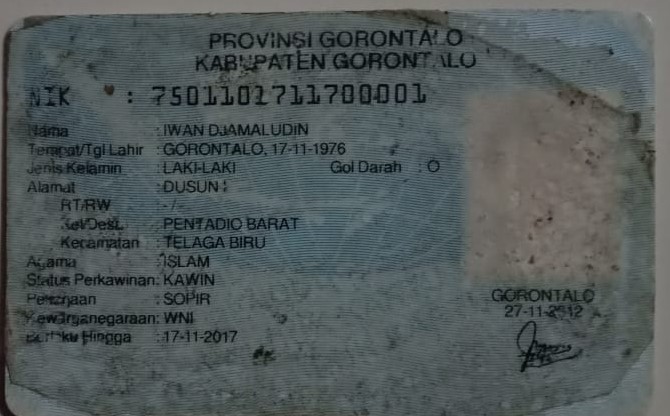 PROVINSI GORONTALO
KABUPATEN GORONTALO
NIK : 7501101711700001
Nama : IWAN DJAMALUDIN
Tempat/Tgl Lahir : GORONTALO, 17-11-1976
Jenis Kelamin : LAKI-LAKI Gol Darah : O
Alamat : DUSUN I
RT/RW : -/-
Kel/Desa : PENTADIO BARAT
Kecamatan : TELAGA BIRU
Agama : ISLAM
Status Perkawinan: KAWIN
Pekerjaan : SOPIR
Kewarganegaraan: WNI
Berlaku Hingga : 17-11-2017
GORONTALO
27-11-2012